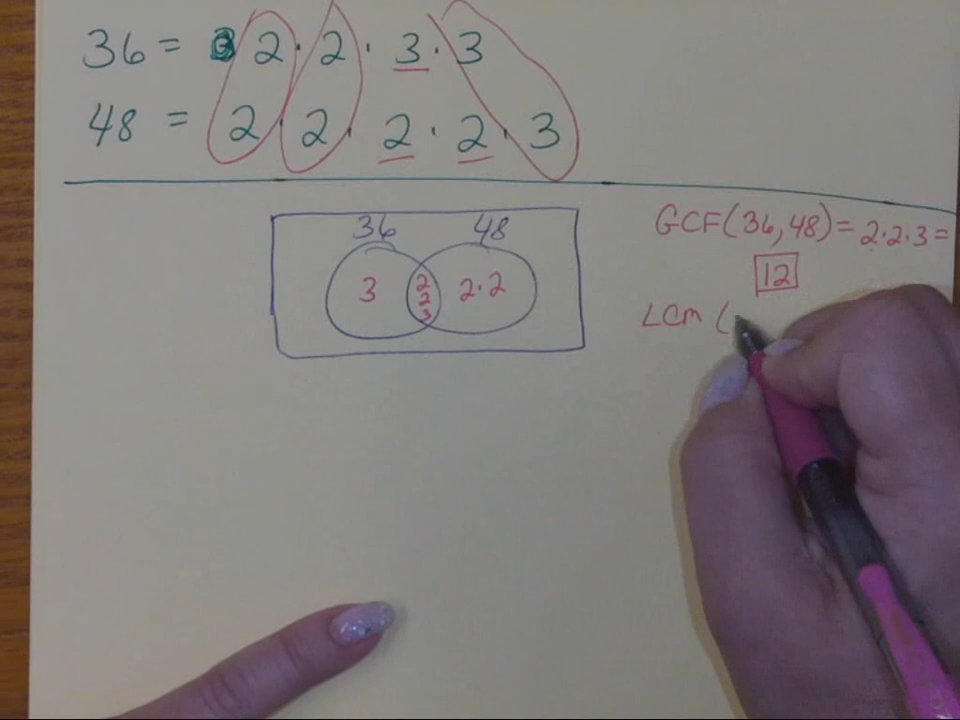 36 = 2 · 2 · 3 · 3
48 = 2 · 2 · 2 · 2 · 3
36 48
3 2 2 3 2·2
GCF(36,48) = 2·2·3 =
12
LCM (